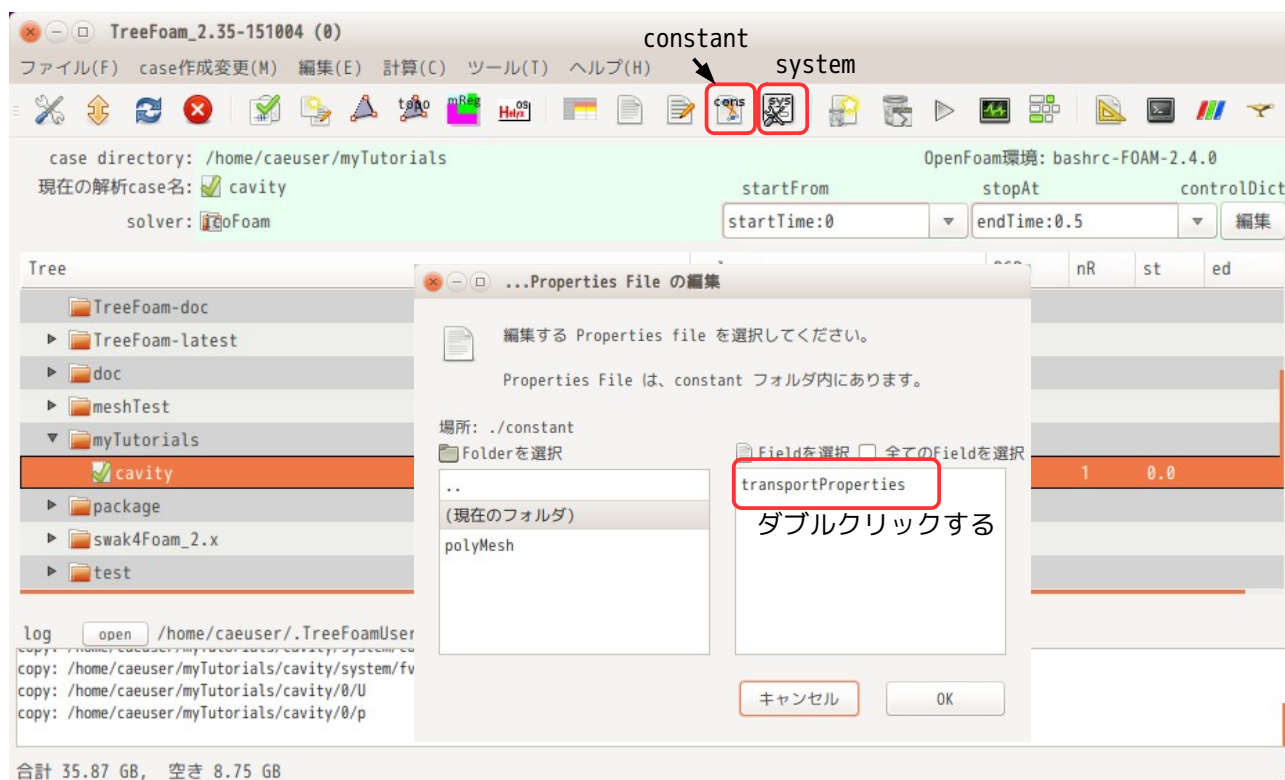 TreeFoam_2.35-151004 (0)
constant
system
ファイル(F) case作成変更(M) 編集(E) 計算(C) ツール(T) ヘルプ(H)
topo mReg Helyx OS cons sys
case directory: /home/caeuser/myTutorials OpenFoam環境: bashrc-FOAM-2.4.0
現在の解析case名: cavity startFrom stopAt controlDict
solver: icoFoam startTime:0 endTime:0.5 編集
Tree nR st ed
...Properties File の編集
TreeFoam-doc
TreeFoam-latest
doc
meshTest
myTutorials
cavity 1 0.0
package
swak4Foam_2.x
test
編集する Properties file を選択してください。
Properties File は、constant フォルダ内にあります。
場所: ./constant
Folderを選択 Fieldを選択 全てのFieldを選択
..
(現在のフォルダ)
polyMesh
transportProperties
ダブルクリックする
キャンセル OK
log open /home/caeuser/.TreeFoamUser
copy: /home/caeuser/myTutorials/cavity/system/fv
copy: /home/caeuser/myTutorials/cavity/0/U
copy: /home/caeuser/myTutorials/cavity/0/p
合計 35.87 GB, 空き 8.75 GB